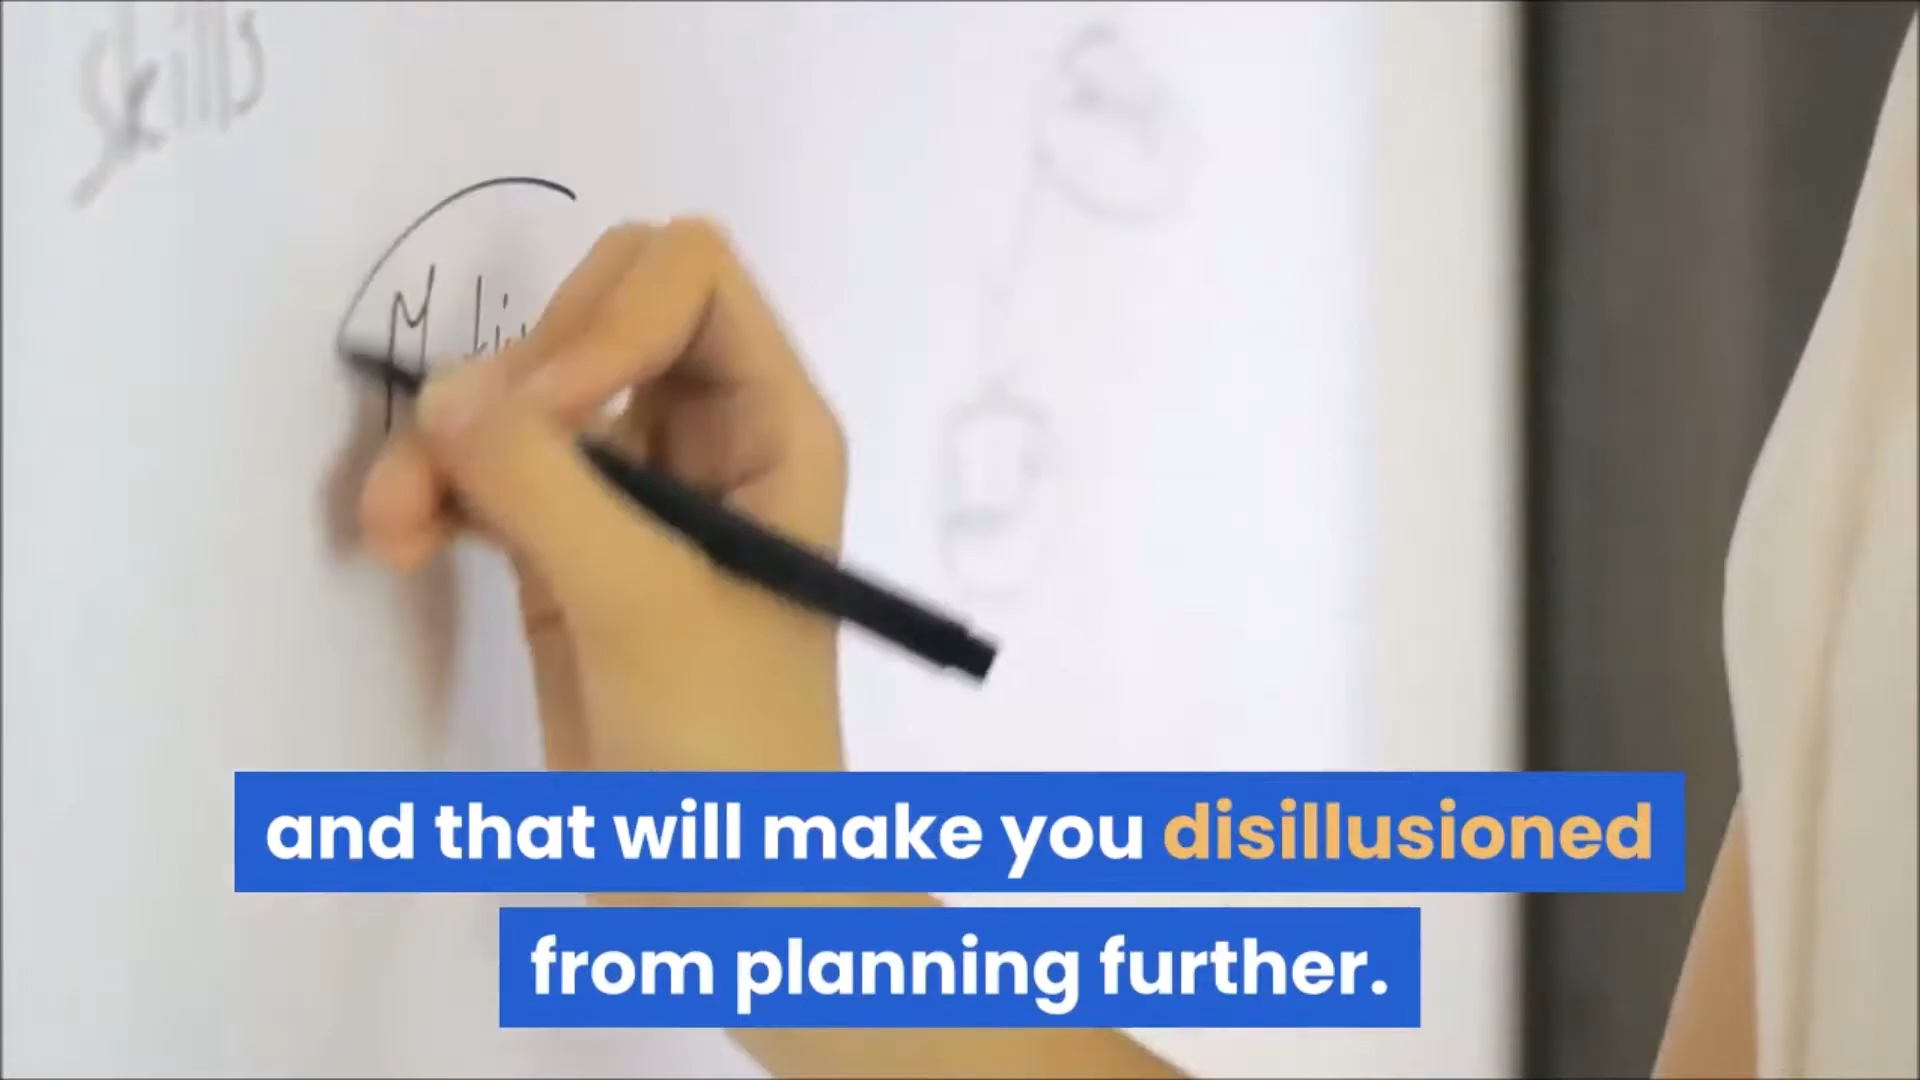 skills
and that will make you disillusioned
from planning further.